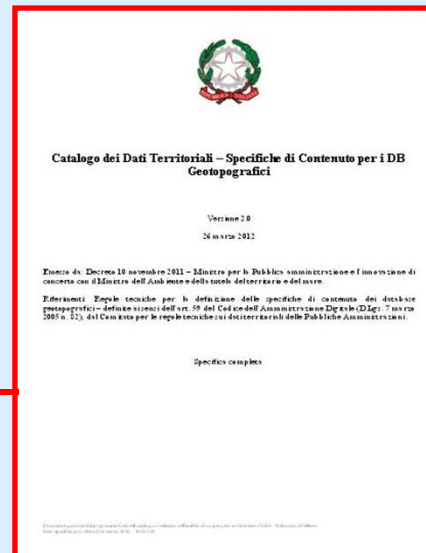 Catalogo dei Dati Territoriali – Specifiche di Contenuto per i DB
Geotopografici
Versione 2.0
26 marzo 2012
Emesso da: Decreto 10 novembre 2011 – Ministro per la Pubblica amministrazione e l'innovazione di
concerto con il Ministro dell'Ambiente e della tutela del territorio e del mare.
Riferimenti: Regole tecniche per la definizione delle specifiche di contenuto dei database
geotopografici – definite ai sensi dell'art. 59 del Codice dell'Amministrazione Digitale (D.Lgs. 7 marzo
2005 n. 82), dal Comitato per le regole tecniche sui dati territoriali delle Pubbliche Amministrazioni.
Specifica completa